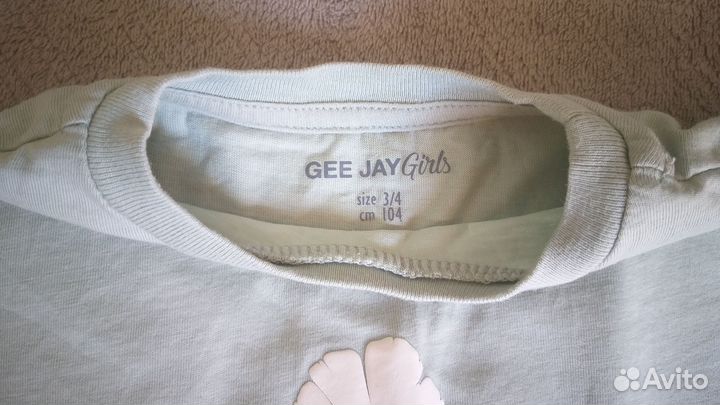 GEE JAY Girls
size 3/4
cm 104
Avito